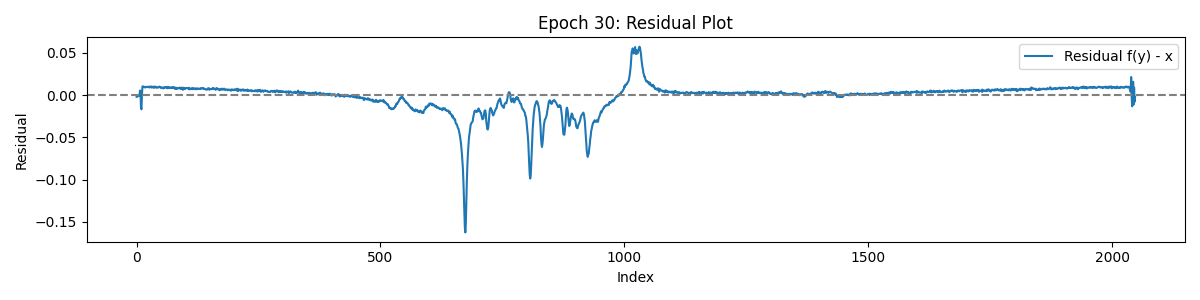 Epoch 30: Residual Plot
Residual f(y) - x
0.05
0.00
−0.05
−0.10
−0.15
Residual
0
500
1000
1500
2000
Index